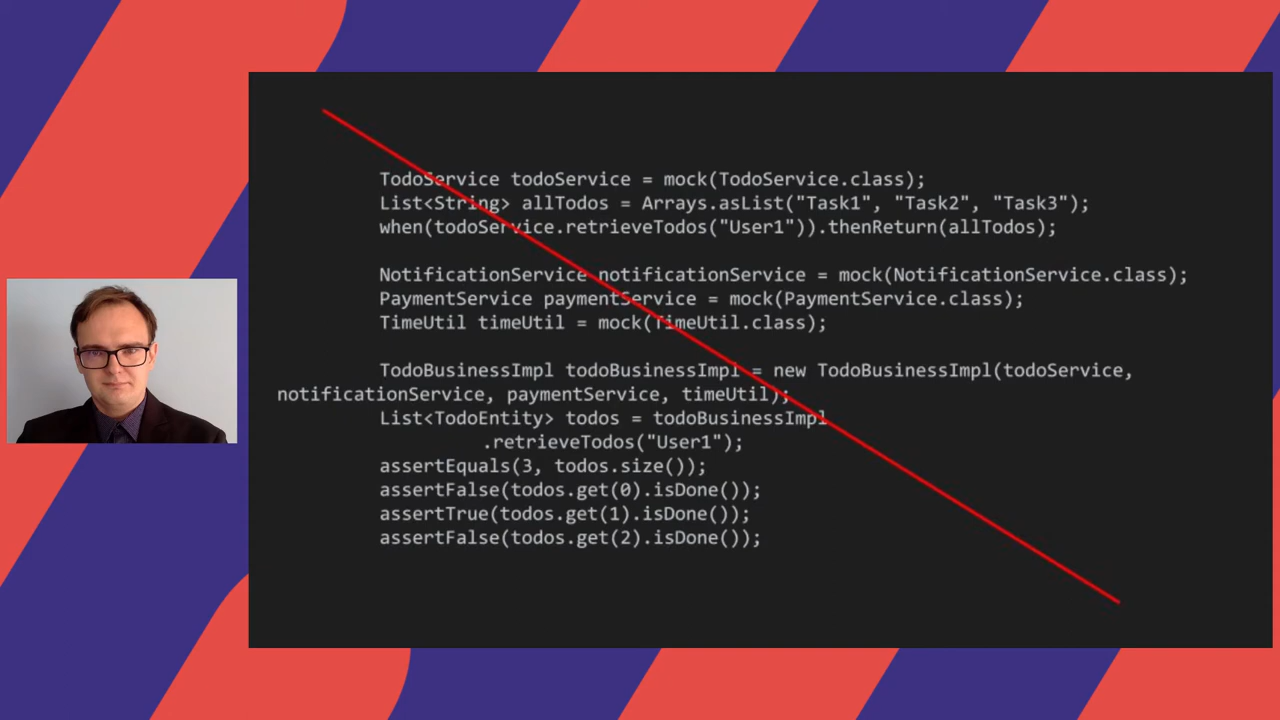 TodoService todoService = mock(TodoService.class);
List<String> allTodos = Arrays.asList("Task1", "Task2", "Task3");
when(todoService.retrieveTodos("User1")).thenReturn(allTodos);
NotificationService notificationService = mock(NotificationService.class);
PaymentService paymentService = mock(PaymentService.class);
TimeUtil timeUtil = mock(TimeUtil.class);
TodoBusinessImpl todoBusinessImpl = new TodoBusinessImpl(todoService,
notificationService, paymentService, timeUtil);
List<TodoEntity> todos = todoBusinessImpl
.retrieveTodos("User1");
assertEquals(3, todos.size());
assertFalse(todos.get(0).isDone());
assertTrue(todos.get(1).isDone());
assertFalse(todos.get(2).isDone());